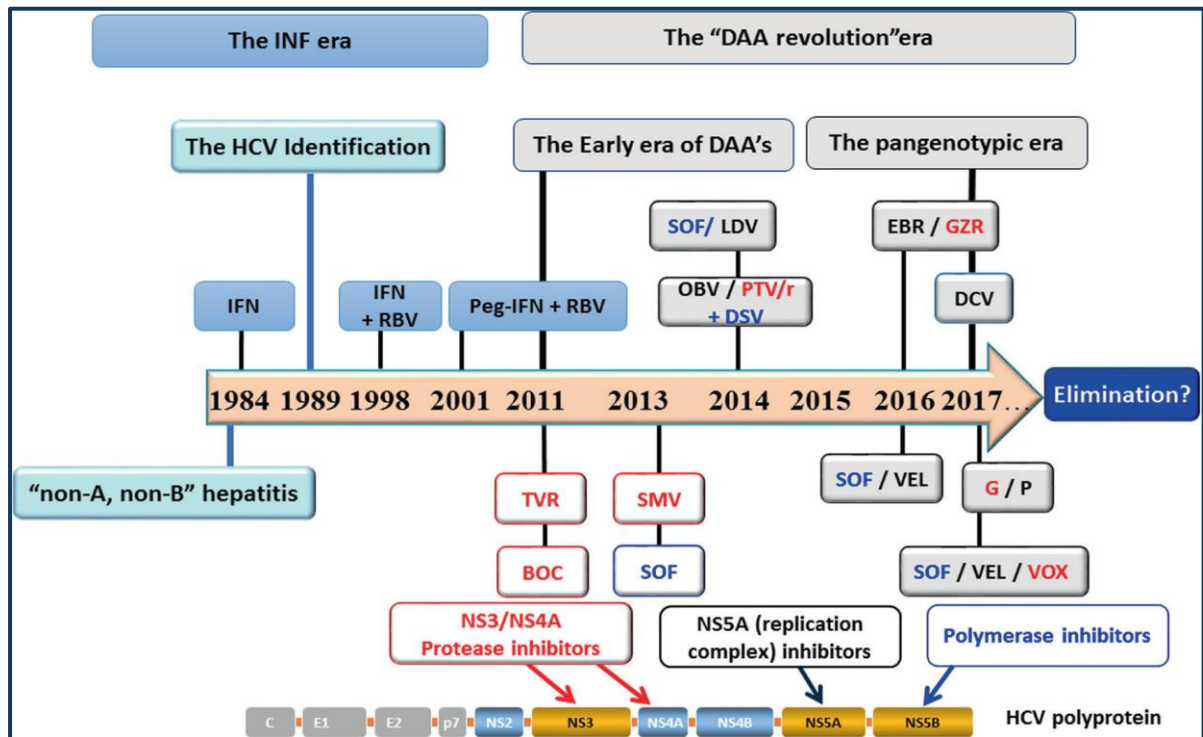 The INF era
The “DAA revolution”era
The HCV Identification
The Early era of DAA’s
The pangenotypic era
SOF/ LDV
EBR / GZR
IFN
IFN
+ RBV
Peg-IFN + RBV
OBV / PTV/r
+ DSV
DCV
1984 1989 1998 2001 2011 2013 2014 2015 2016 2017...
Elimination?
“non-A, non-B” hepatitis
TVR
SMV
SOF / VEL
G / P
BOC
SOF
SOF / VEL / VOX
NS3/NS4A
Protease inhibitors
NS5A (replication
complex) inhibitors
Polymerase inhibitors
C E1 E2 p7 NS2 NS3 NS4A NS4B NS5A NS5B
HCV polyprotein